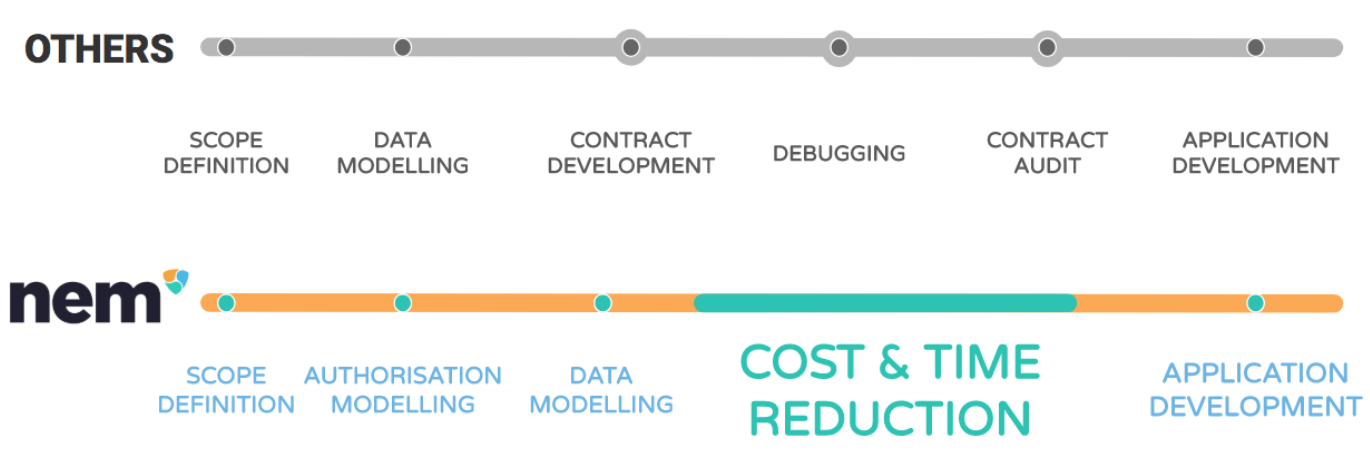 OTHERS
SCOPE
DEFINITION
DATA
MODELLING
CONTRACT
DEVELOPMENT
DEBUGGING
CONTRACT
AUDIT
APPLICATION
DEVELOPMENT
nem
SCOPE
DEFINITION
AUTHORISATION
MODELLING
DATA
MODELLING
COST & TIME
REDUCTION
APPLICATION
DEVELOPMENT